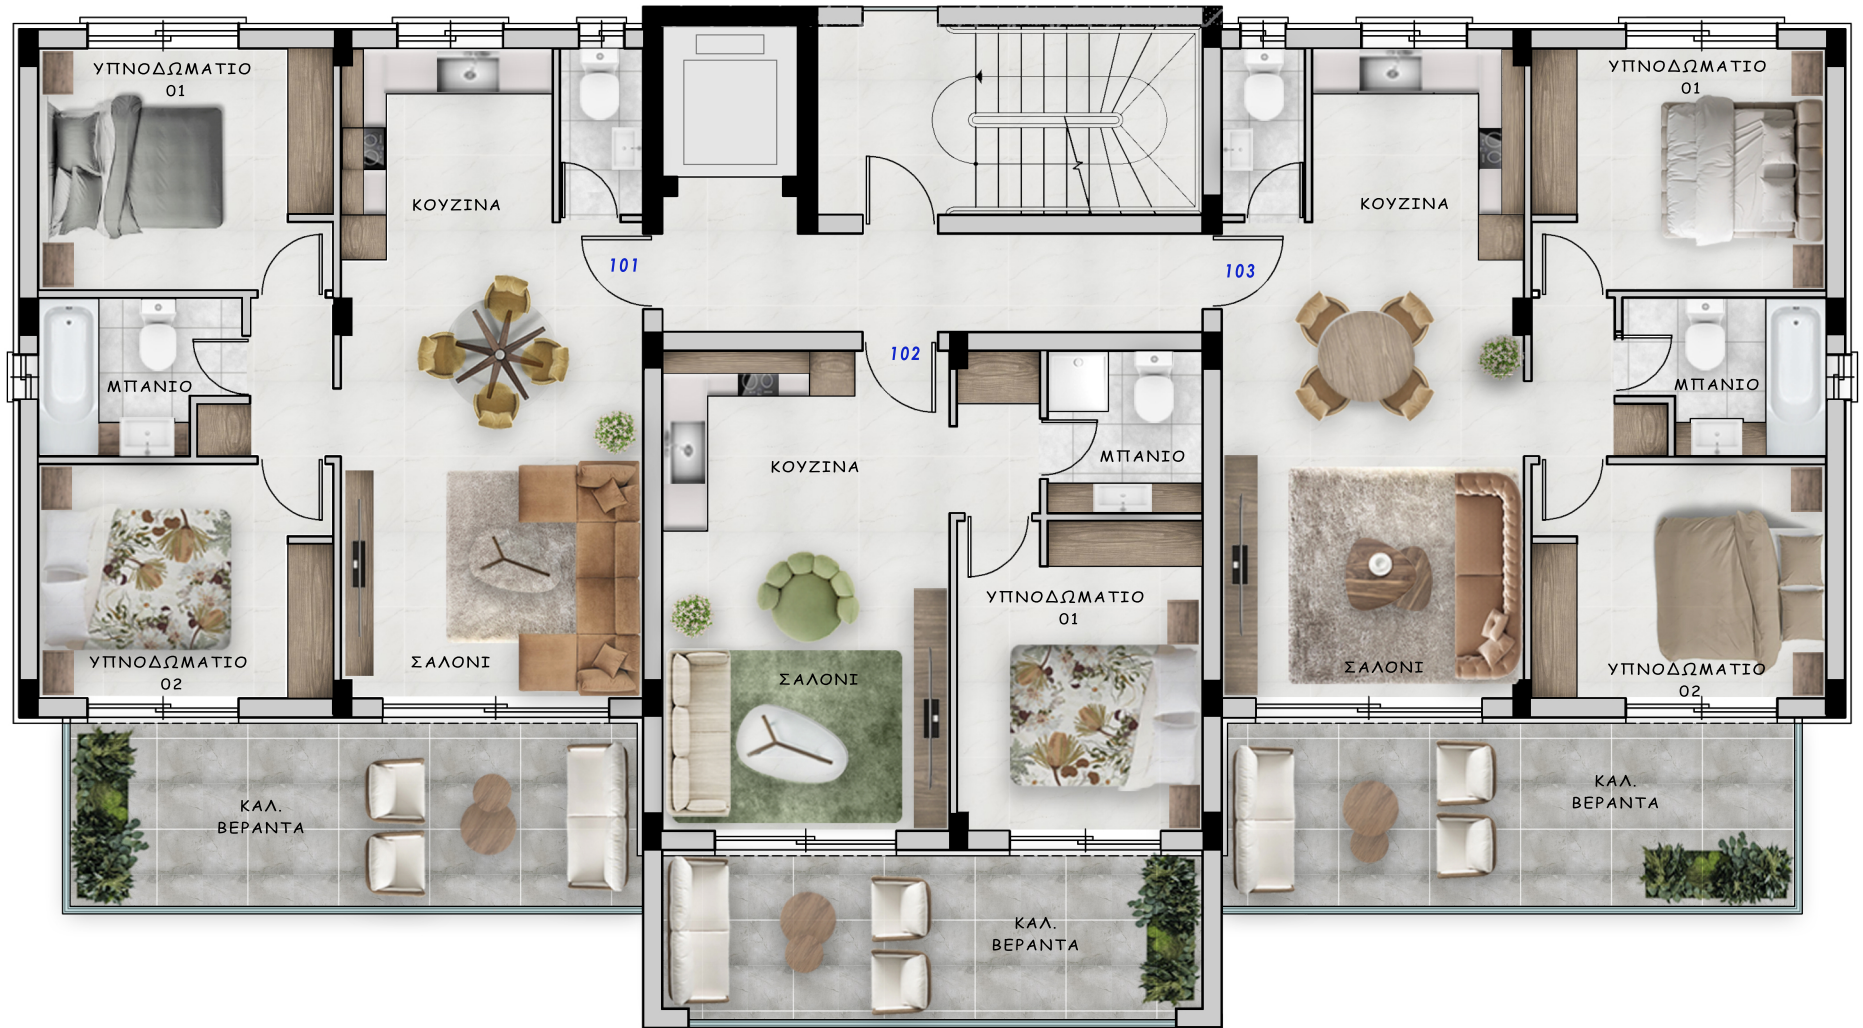 ΥΠΝΟΔΩΜΑΤΙΟ
01
ΚΟΥΖΙΝΑ
101
ΜΠΑΝΙΟ
ΥΠΝΟΔΩΜΑΤΙΟ
02
ΣΑΛΟΝΙ
ΚΑΛ.
ΒΕΡΑΝΤΑ
102
ΚΟΥΖΙΝΑ
ΜΠΑΝΙΟ
ΥΠΝΟΔΩΜΑΤΙΟ
01
ΣΑΛΟΝΙ
ΚΑΛ.
ΒΕΡΑΝΤΑ
103
ΚΟΥΖΙΝΑ
ΥΠΝΟΔΩΜΑΤΙΟ
01
ΜΠΑΝΙΟ
ΣΑΛΟΝΙ
ΥΠΝΟΔΩΜΑΤΙΟ
02
ΚΑΛ.
ΒΕΡΑΝΤΑ